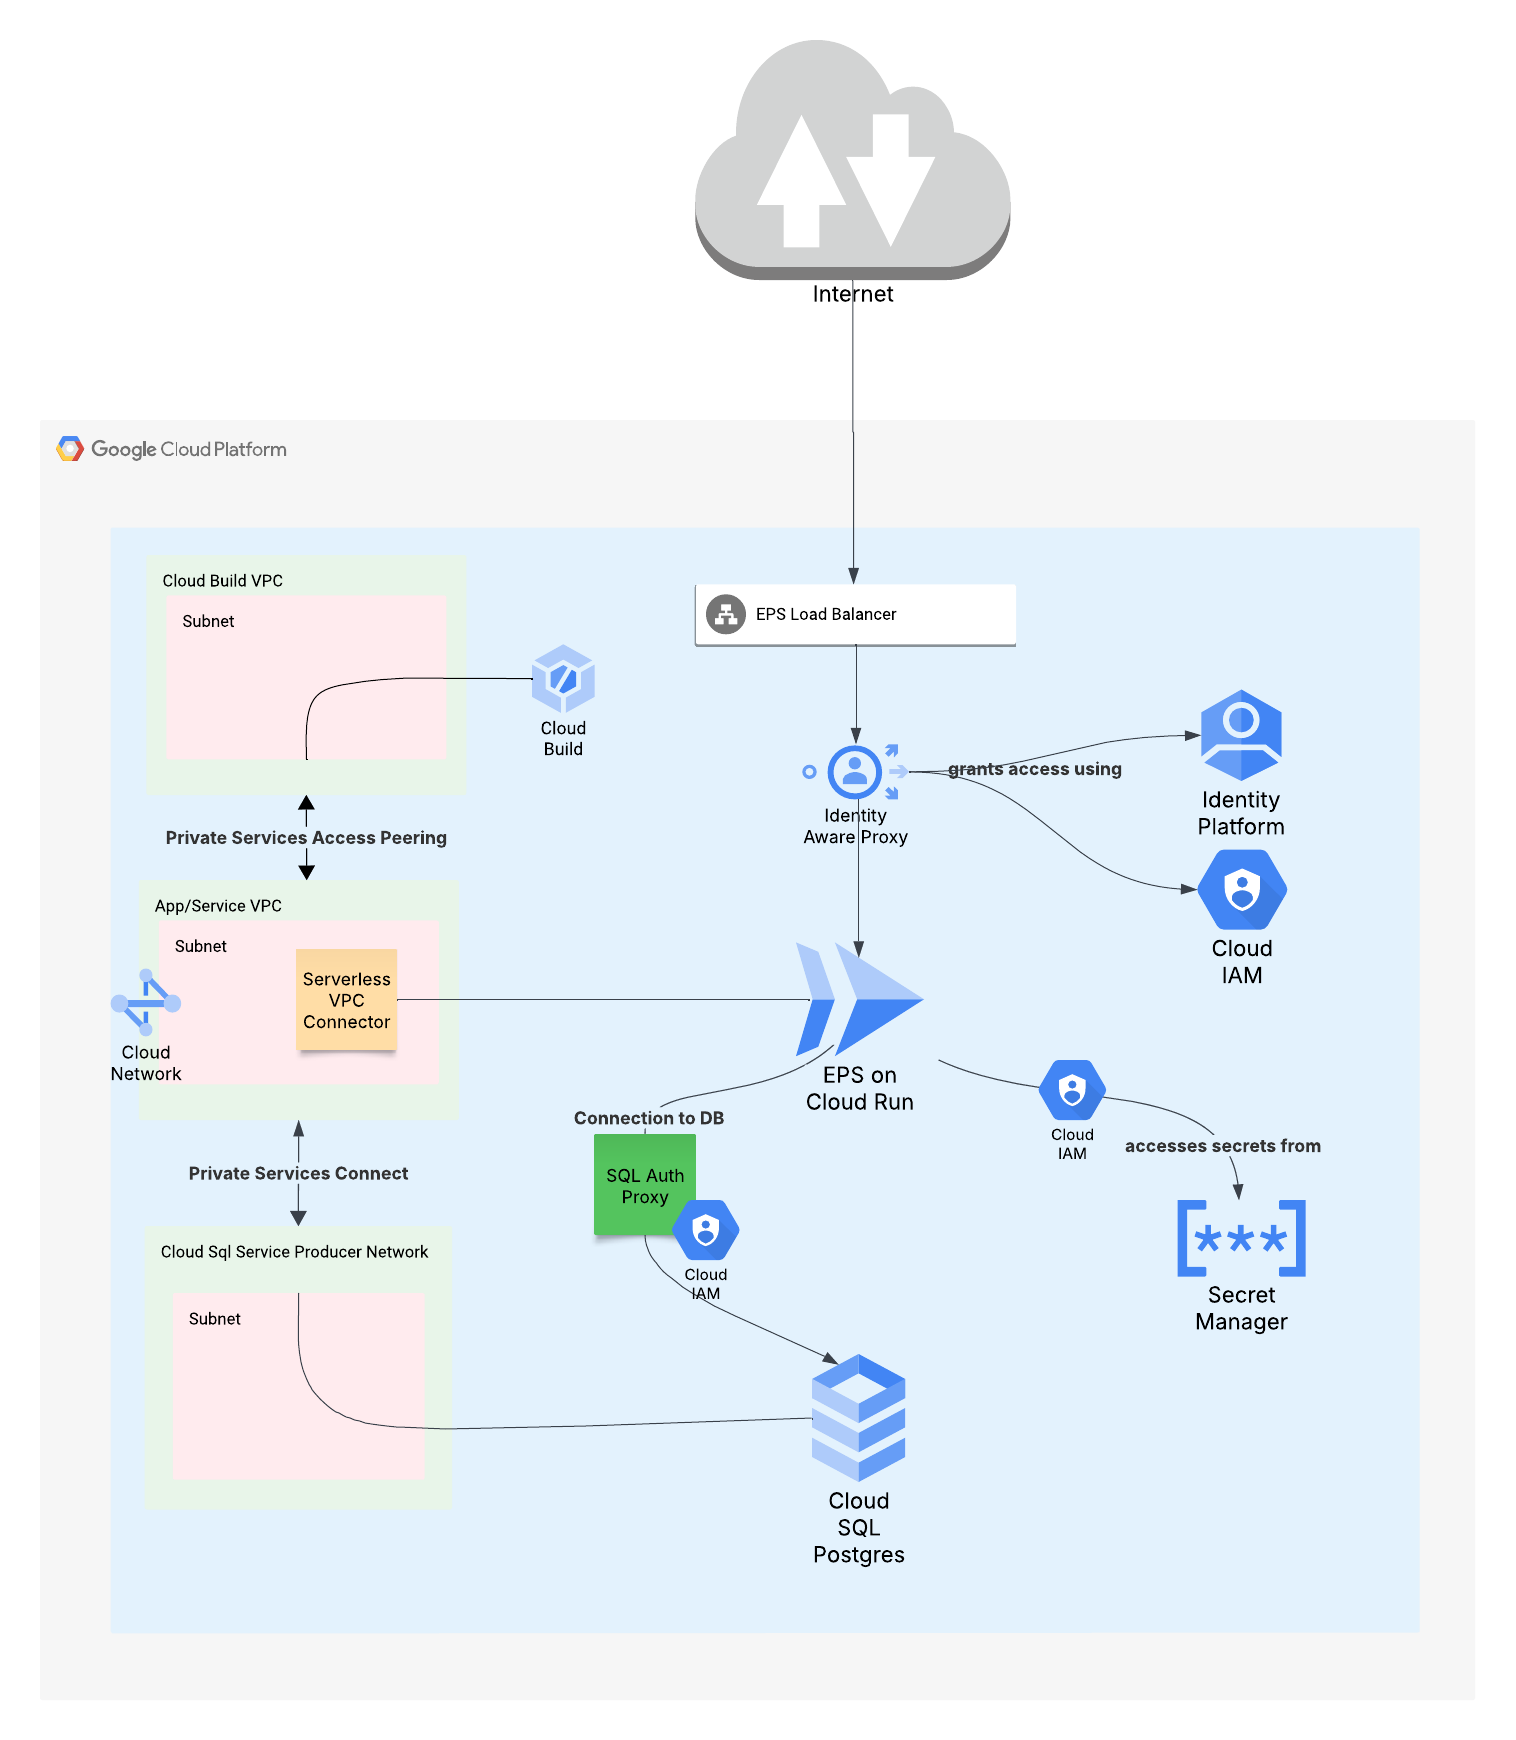 Internet
Google Cloud Platform
Cloud Build VPC
Subnet
EPS Load Balancer
Cloud
Build
Identity
Aware Proxy
grants access using
Identity
Platform
Private Services Access Peering
Cloud
IAM
App/Service VPC
Subnet
Serverless
VPC
Connector
Cloud
Network
EPS on
Cloud Run
Connection to DB
Cloud
IAM
accesses secrets from
Private Services Connect
SQL Auth
Proxy
Cloud
IAM
***
Secret
Manager
Cloud Sql Service Producer Network
Subnet
Cloud
SQL
Postgres